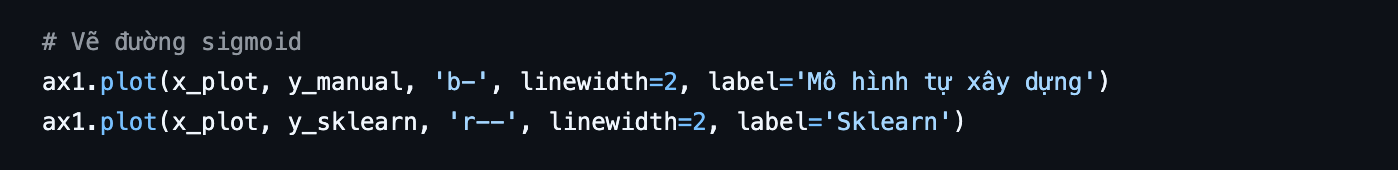 # Vẽ đường sigmoid
ax1.plot(x_plot, y_manual, 'b-', linewidth=2, label='Mô hình tự xây dựng')
ax1.plot(x_plot, y_sklearn, 'r--', linewidth=2, label='Sklearn')